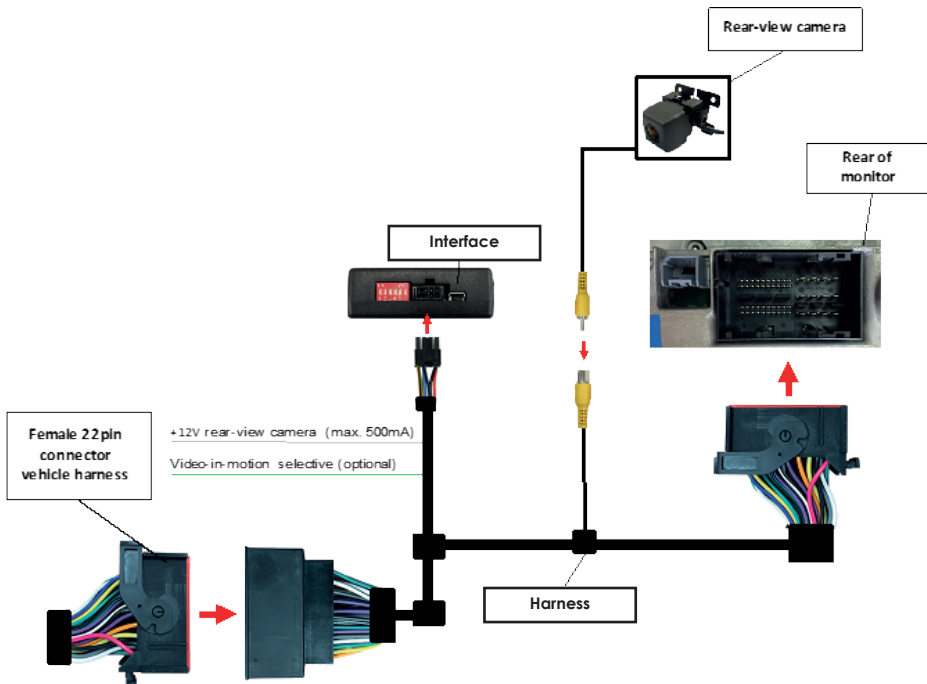 Rear-view camera
Rear of
monitor
Interface
Female 22pin
connector
vehicle harness
+12V rear-view camera (max. 500mA)
Video-in-motion selective (optional)
Harness